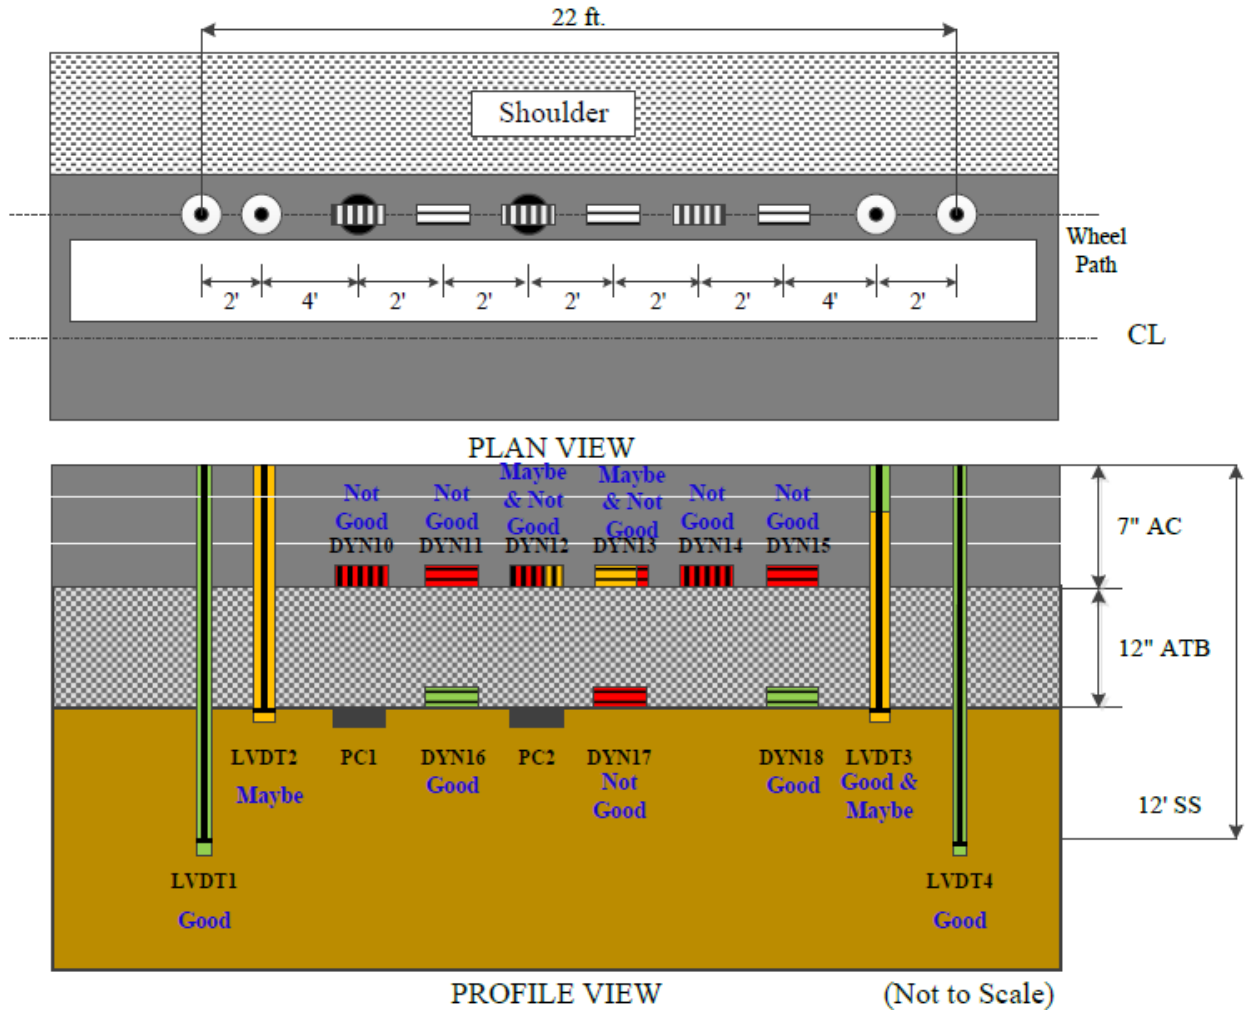 22 ft.
Shoulder
Wheel
Path
2' 4' 2' 2' 2' 2' 2' 4' 2'
CL
PLAN VIEW
Not
Good
DYN10
Not
Good
DYN11
Maybe
& Not
Good
DYN12
Maybe
& Not
Good
DYN13
Not
Good
DYN14
Not
Good
DYN15
7" AC
12" ATB
12' SS
LVDT2
Maybe
PC1
DYN16
Good
PC2
DYN17
Not
Good
DYN18
Good
LVDT3
Good &
Maybe
LVDT1
Good
LVDT4
Good
PROFILE VIEW
(Not to Scale)